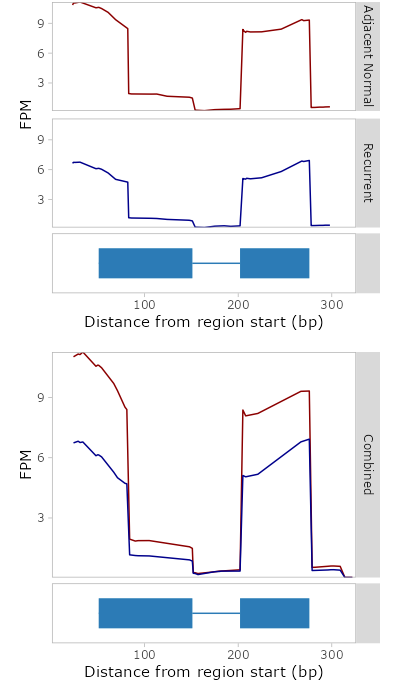 9
6
3
Adjacent Normal
FPM
9
6
3
Recurrent
100 200 300
Distance from region start (bp)
9
6
3
FPM
Combined
100 200 300
Distance from region start (bp)